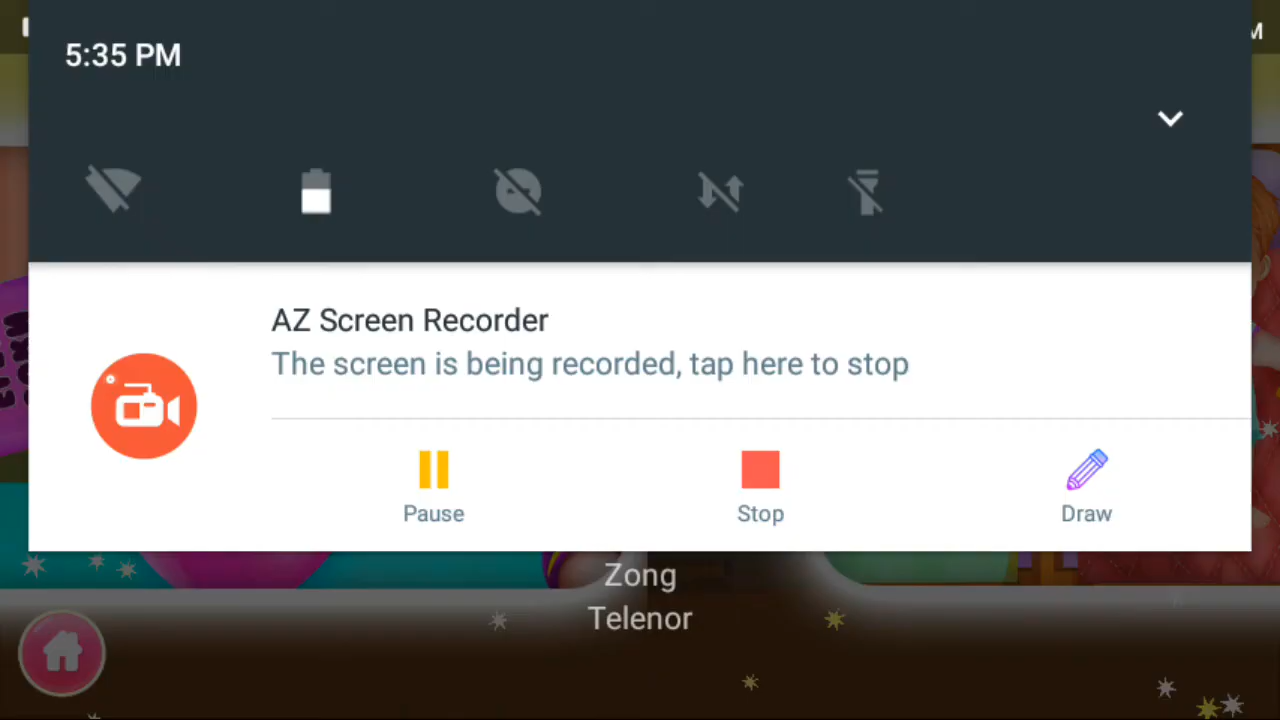 5:35 PM
AZ Screen Recorder
The screen is being recorded, tap here to stop
Pause
Stop
Draw
Zong
Telenor